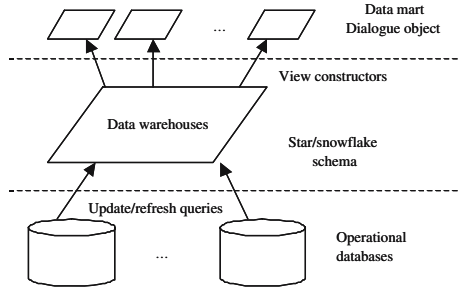 Data mart
Dialogue object
...
View constructors
Data warehouses
Star/snowflake
schema
Update/refresh queries
Operational
databases
...